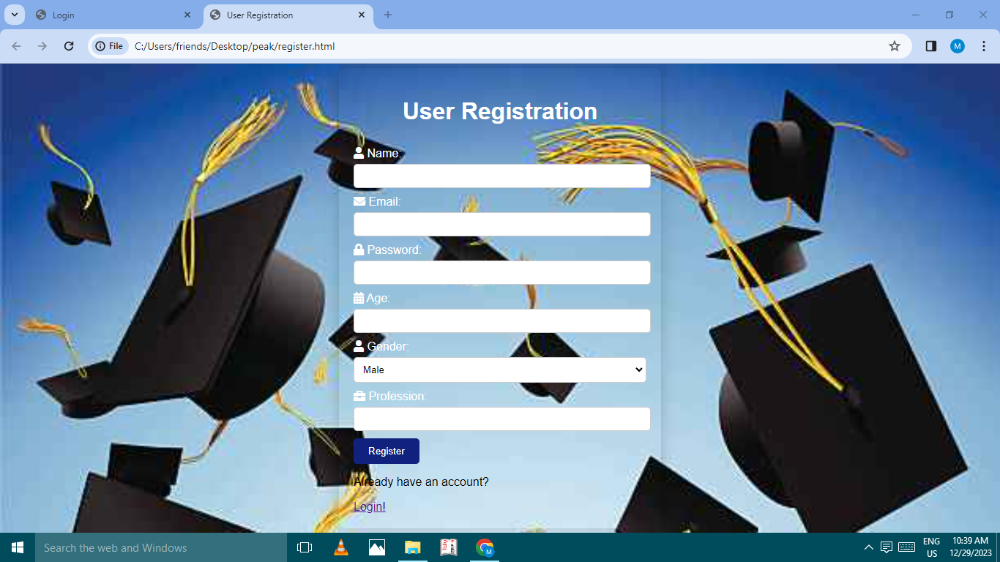 Login
User Registration
File
C:/Users/friends/Desktop/peak/register.html
M
User Registration
Name:
Email:
Password:
Age:
Gender:
Male
Profession:
Register
Already have an account?
Login!
Search the web and Windows
M
ENG
US
10:39 AM
12/29/2023